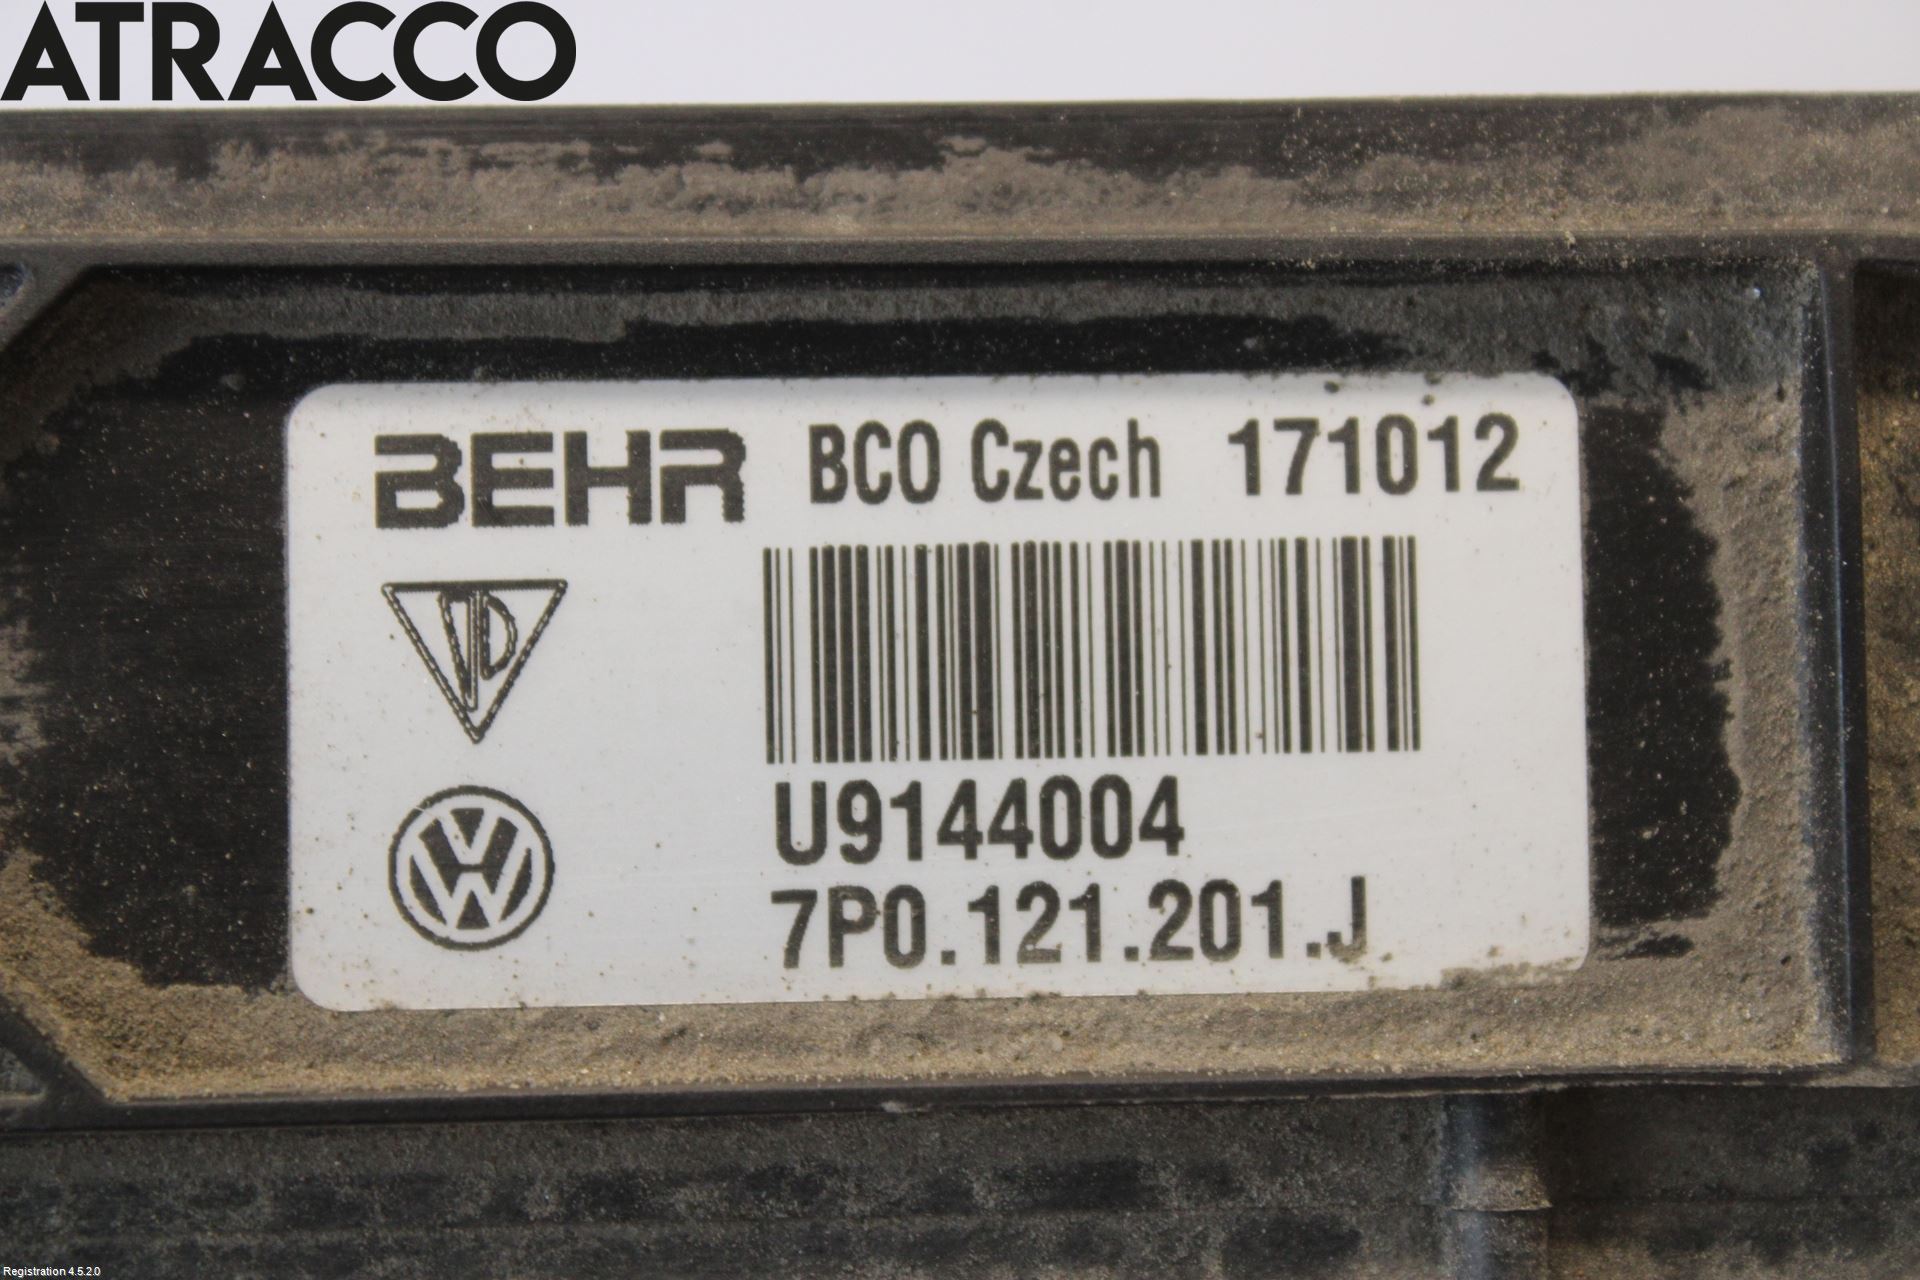 ATRACCO
BEHR BCO Czech 171012
U9144004
7P0.121.201.J
Registration 4.5.2.0